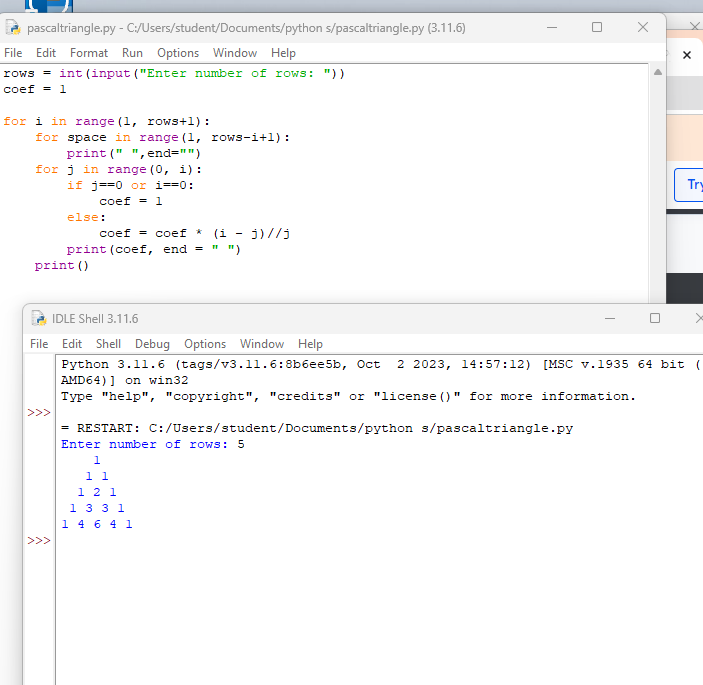 pascaltriangle.py - C:/Users/student/Documents/python s/pascaltriangle.py (3.11.6)
File Edit Format Run Options Window Help
rows = int(input("Enter number of rows: "))
coef = 1
for i in range(1, rows+1):
    for space in range(1, rows-i+1):
        print(" ",end="")
    for j in range(0, i):
        if j==0 or i==0:
            coef = 1
        else:
            coef = coef * (i - j)//j
        print(coef, end = " ")
    print()
Try
IDLE Shell 3.11.6
File Edit Shell Debug Options Window Help
Python 3.11.6 (tags/v3.11.6:8b6ee5b, Oct  2 2023, 14:57:12) [MSC v.1935 64 bit (
AMD64)] on win32
Type "help", "copyright", "credits" or "license()" for more information.
>>>
= RESTART: C:/Users/student/Documents/python s/pascaltriangle.py
Enter number of rows: 5
    1
   1 1
  1 2 1
 1 3 3 1
1 4 6 4 1
>>>